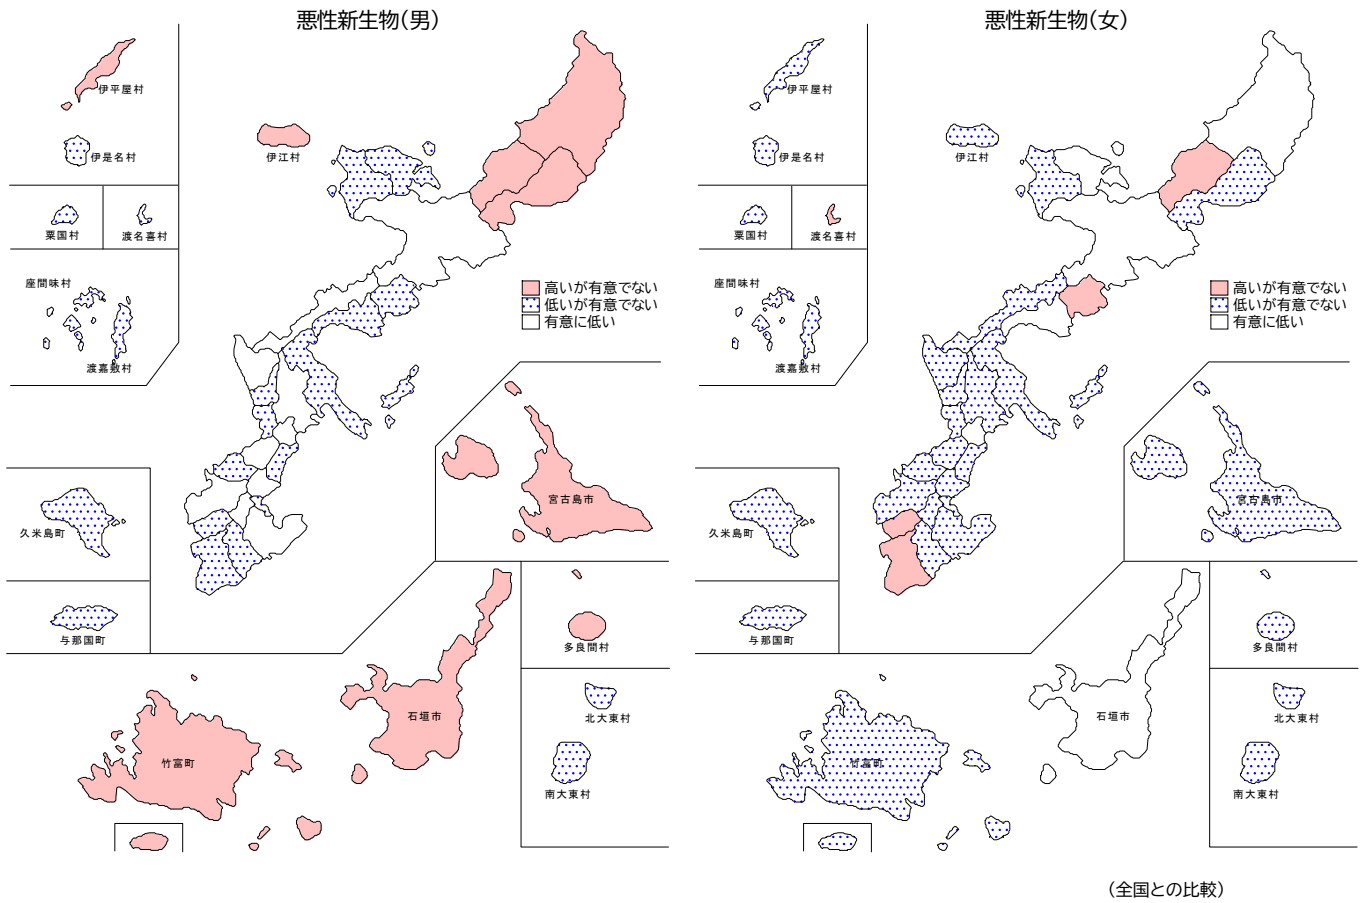 悪性新生物(男)
伊平屋村
伊是名村
伊江村
粟国村
渡名喜村
座間味村
渡嘉敷村
高いが有意でない
低いが有意でない
有意に低い
宮古島市
久米島町
与那国町
多良間村
石垣市
北大東村
竹富町
南大東村
悪性新生物(女)
伊平屋村
伊是名村
伊江村
粟国村
渡名喜村
座間味村
渡嘉敷村
高いが有意でない
低いが有意でない
有意に低い
宮古島市
久米島町
与那国町
多良間村
石垣市
北大東村
竹富町
南大東村
(全国との比較)